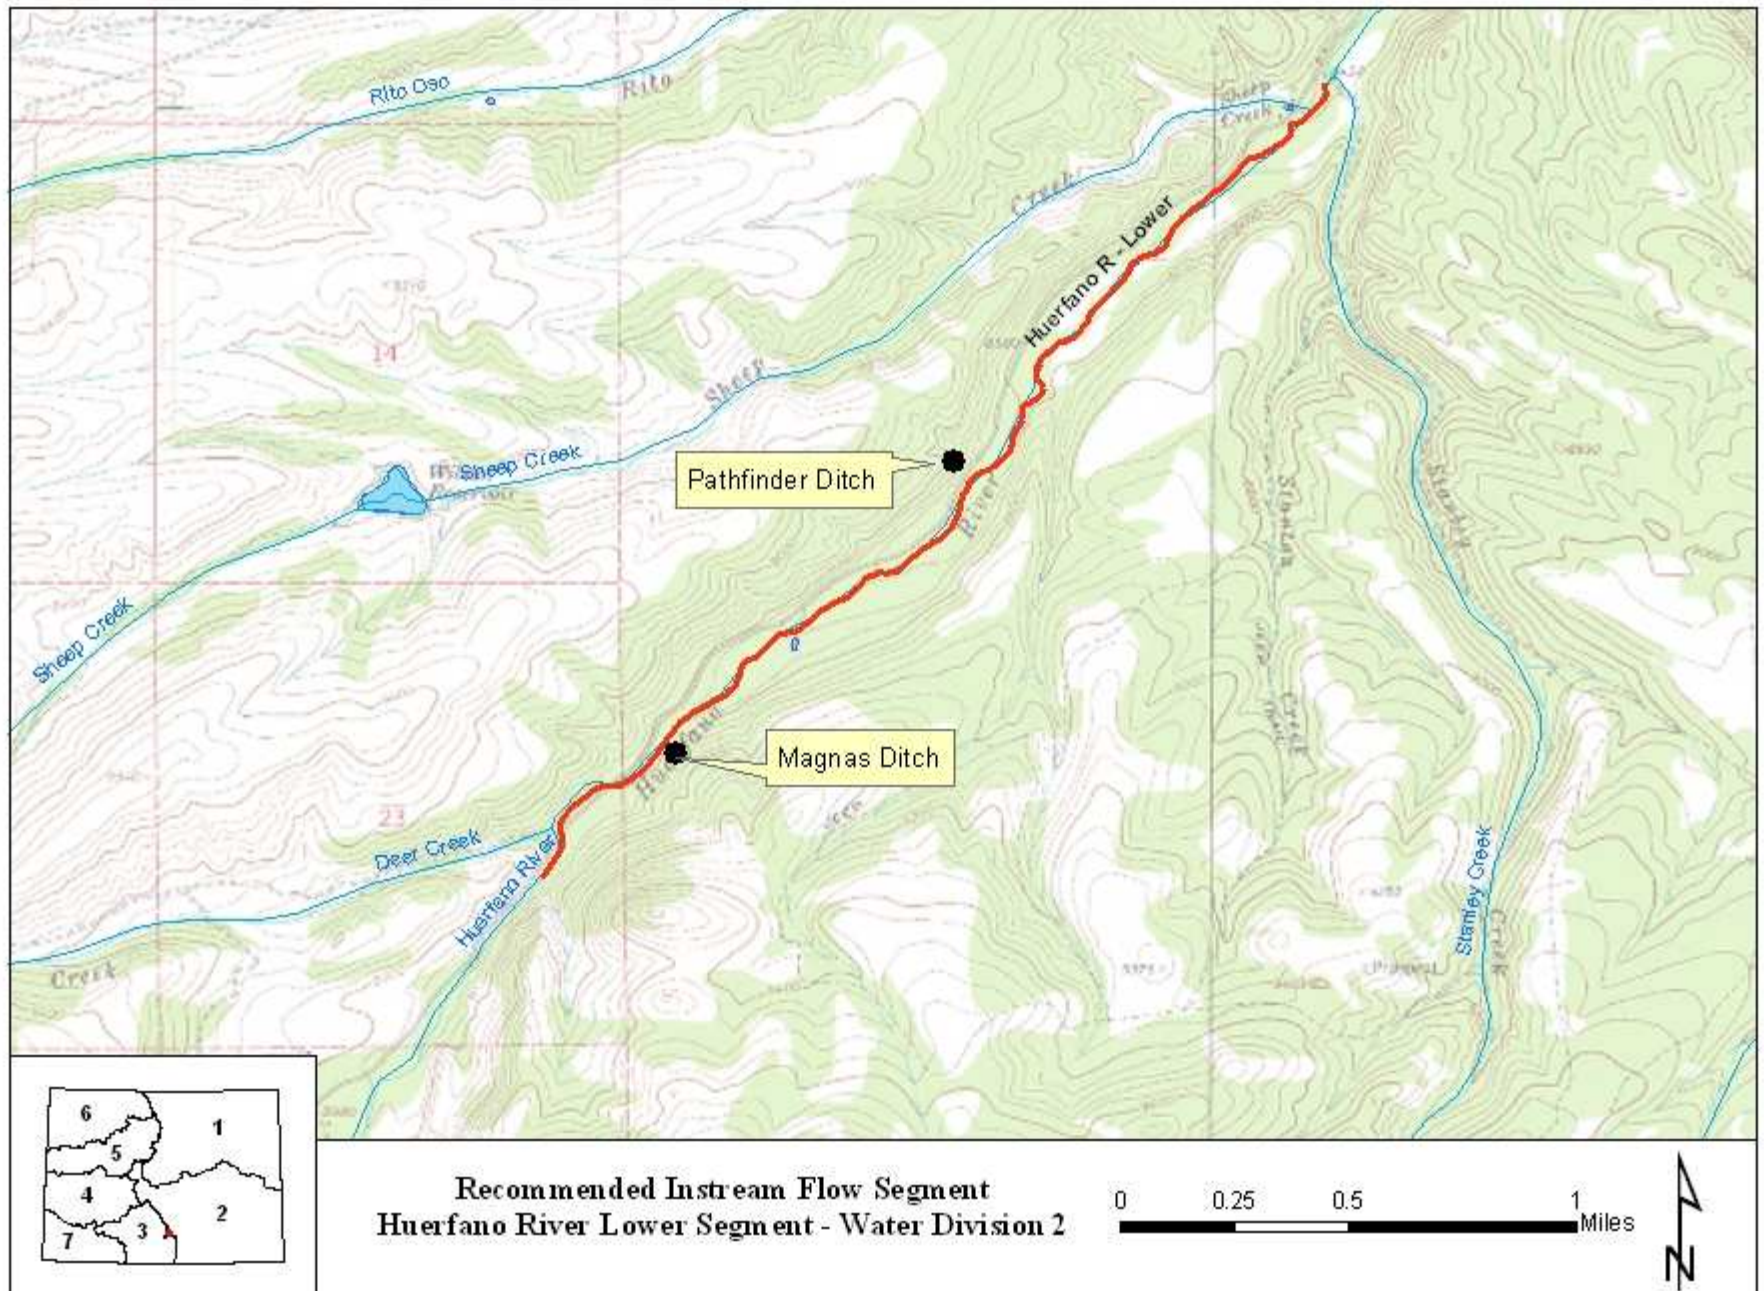 Rito Oso
Rito
Sheep
Creek
Creek
Huerfano R - Lower
14
Sheep
Sheep Creek
Pathfinder Ditch
River
Stanley
Sheep Creek
Creek
Huerfano
Magnas Ditch
23
Deer Creek
Huerfano River
Stanley Creek
Creek
Prospect
Creek
6
1
5
4
2
3
7
Recommended Instream Flow Segment
Huerfano River Lower Segment - Water Division 2
0 0.25 0.5 1
Miles
N